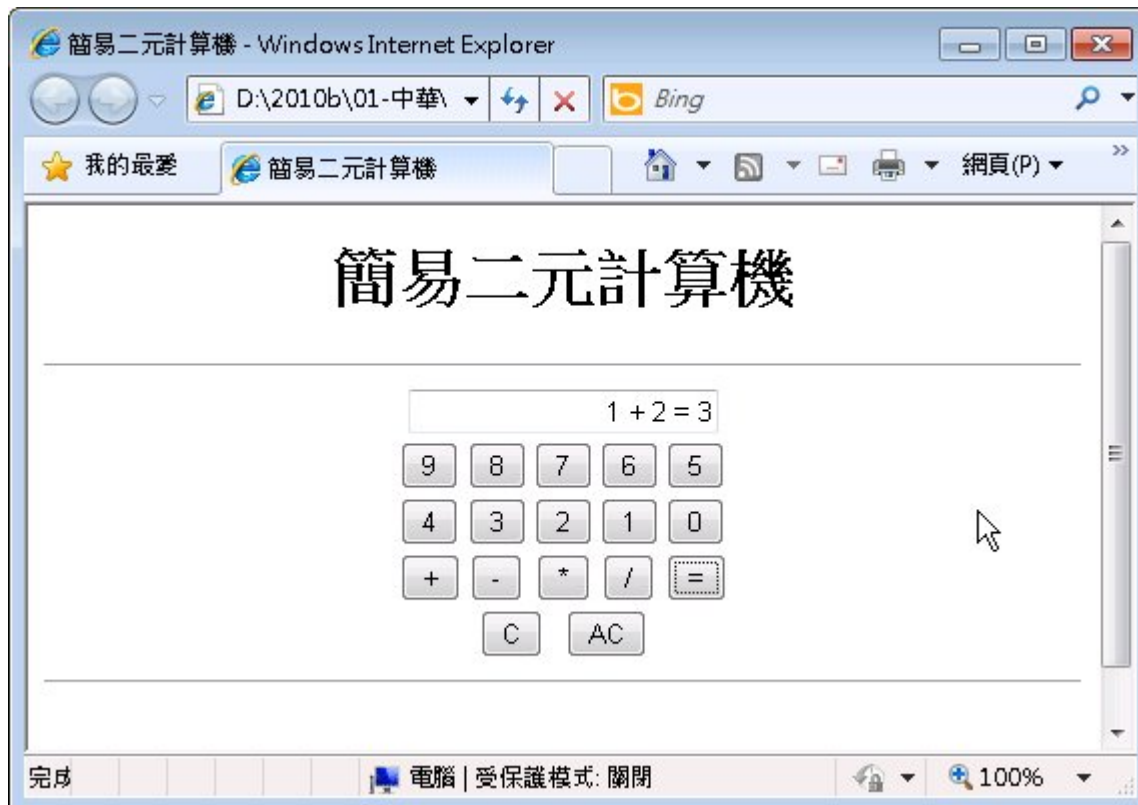 簡易二元計算機 - Windows Internet Explorer
D:\2010b\01-中華\ Bing
我的最愛 簡易二元計算機 網頁(P)
簡易二元計算機
1 + 2 = 3
9 8 7 6 5
4 3 2 1 0
+ - * / =
C AC
完成 電腦 | 受保護模式: 關閉 100%